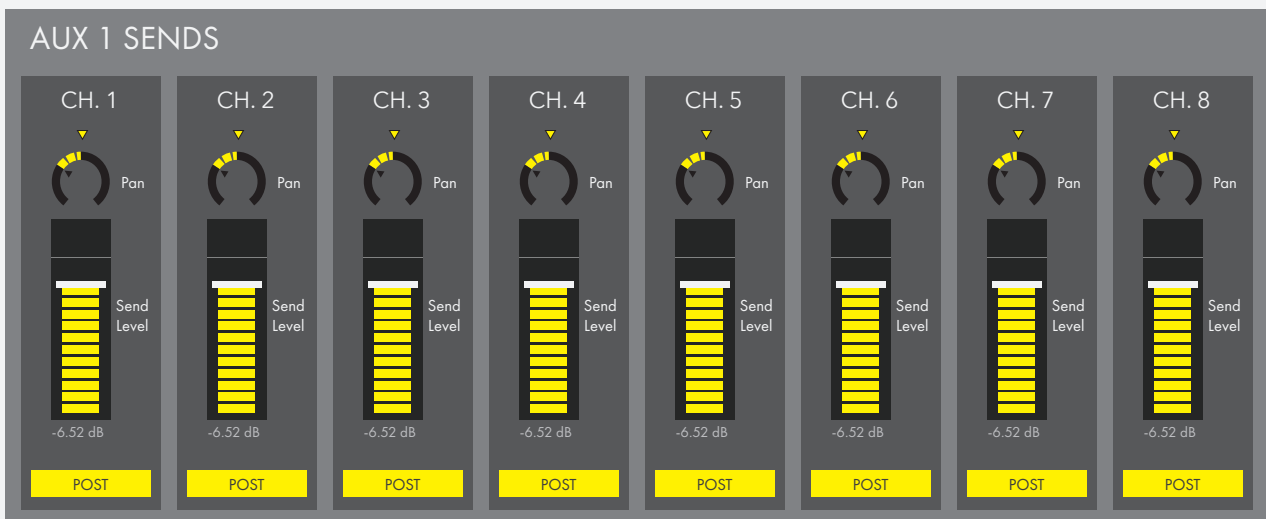 AUX 1 SENDS
CH. 1
CH. 2
CH. 3
CH. 4
CH. 5
CH. 6
CH. 7
CH. 8
Pan
Pan
Pan
Pan
Pan
Pan
Pan
Pan
Send
Level
Send
Level
Send
Level
Send
Level
Send
Level
Send
Level
Send
Level
Send
Level
-6.52 dB
-6.52 dB
-6.52 dB
-6.52 dB
-6.52 dB
-6.52 dB
-6.52 dB
-6.52 dB
POST
POST
POST
POST
POST
POST
POST
POST